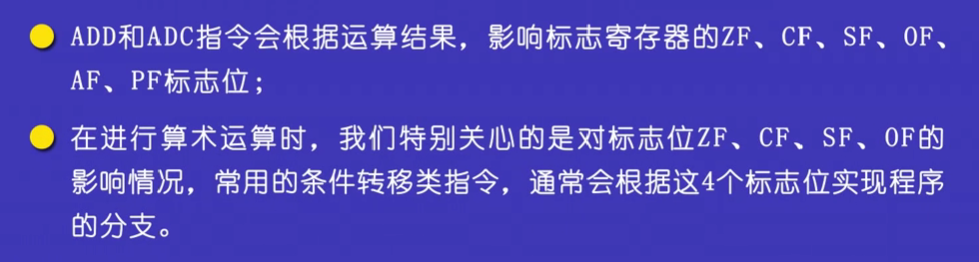 ADD和ADC指令会根据运算结果，影响标志寄存器的ZF、CF、SF、OF、
AF、PF标志位；
在进行算术运算时，我们特别关心的是对标志位ZF、CF、SF、OF的
影响情况，常用的条件转移类指令，通常会根据这4个标志位实现程序
的分支。